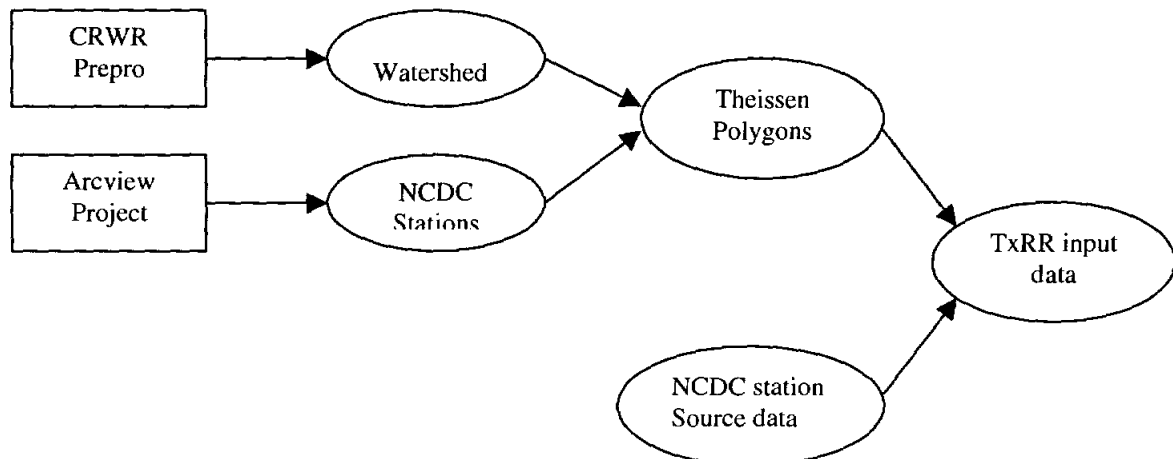 CRWR
Prepro
Watershed
Theissen
Polygons
Arcview
Project
NCDC
Stations
TxRR input
data
NCDC station
Source data